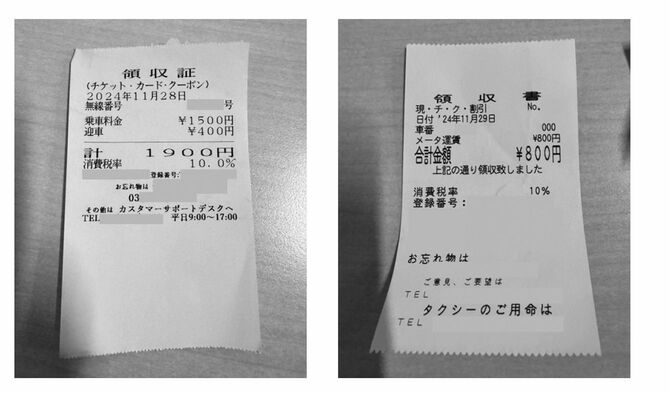 領収証
(チケット・カード・クーポン)
2024年11月28日
無線番号 号
乗車料金 ¥1500円
迎車 ¥400円
計 1900円
消費税率 10.0%
登録番号:
お忘れ物は
03
その他は カスタマーサポートデスクへ
TEL 平日9:00～17:00
領収書
現・チ・ク・割引 No.
日付 '24年11月29日
車番 000
メータ運賃 ¥800円
合計金額 ¥800円
上記の通り領収致しました
消費税率 10%
登録番号:
お忘れ物は
ご意見、ご要望は
TEL
タクシーのご用命は
TEL